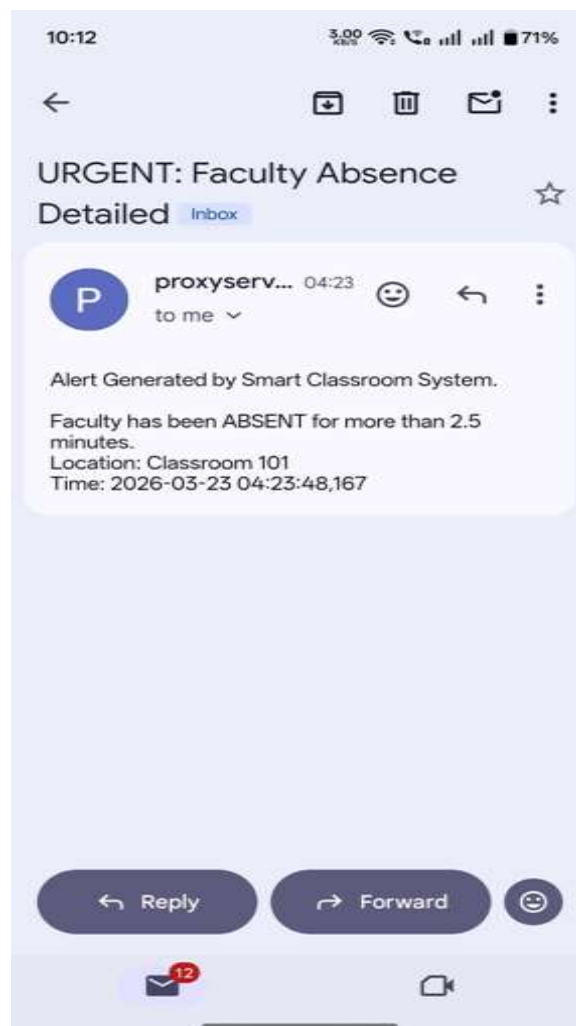 10:12 3.00 KB/S 71%
URGENT: Faculty Absence
Detailed Inbox
P
proxyserv... 04:23
to me
Alert Generated by Smart Classroom System.
Faculty has been ABSENT for more than 2.5
minutes.
Location: Classroom 101
Time: 2026-03-23 04:23:48,167
Reply Forward
12